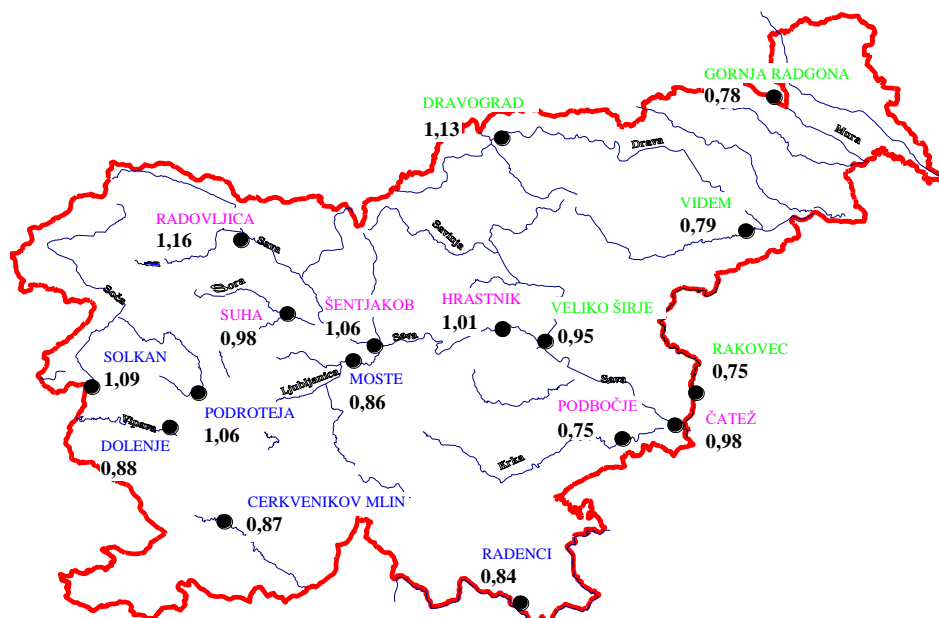 GORNJA RADGONA
0,78
DRAVOGRAD
1,13
Mura
Drava
VIDEM
0,79
RADOVLJICA
1,16
Sava
Savinja
Soča
Sora
SUHA
0,98
ŠENTJAKOB
1,06
HRASTNIK
1,01
VELIKO ŠIRJE
0,95
Sava
SOLKAN
1,09
MOSTE
0,86
Ljubljanica
Sava
RAKOVEC
0,75
PODROTEJA
1,06
PODBOČJE
0,75
ČATEŽ
0,98
Vipava
DOLENJE
0,88
Krka
CERKVENIKOV MLIN
0,87
RADENCI
0,84